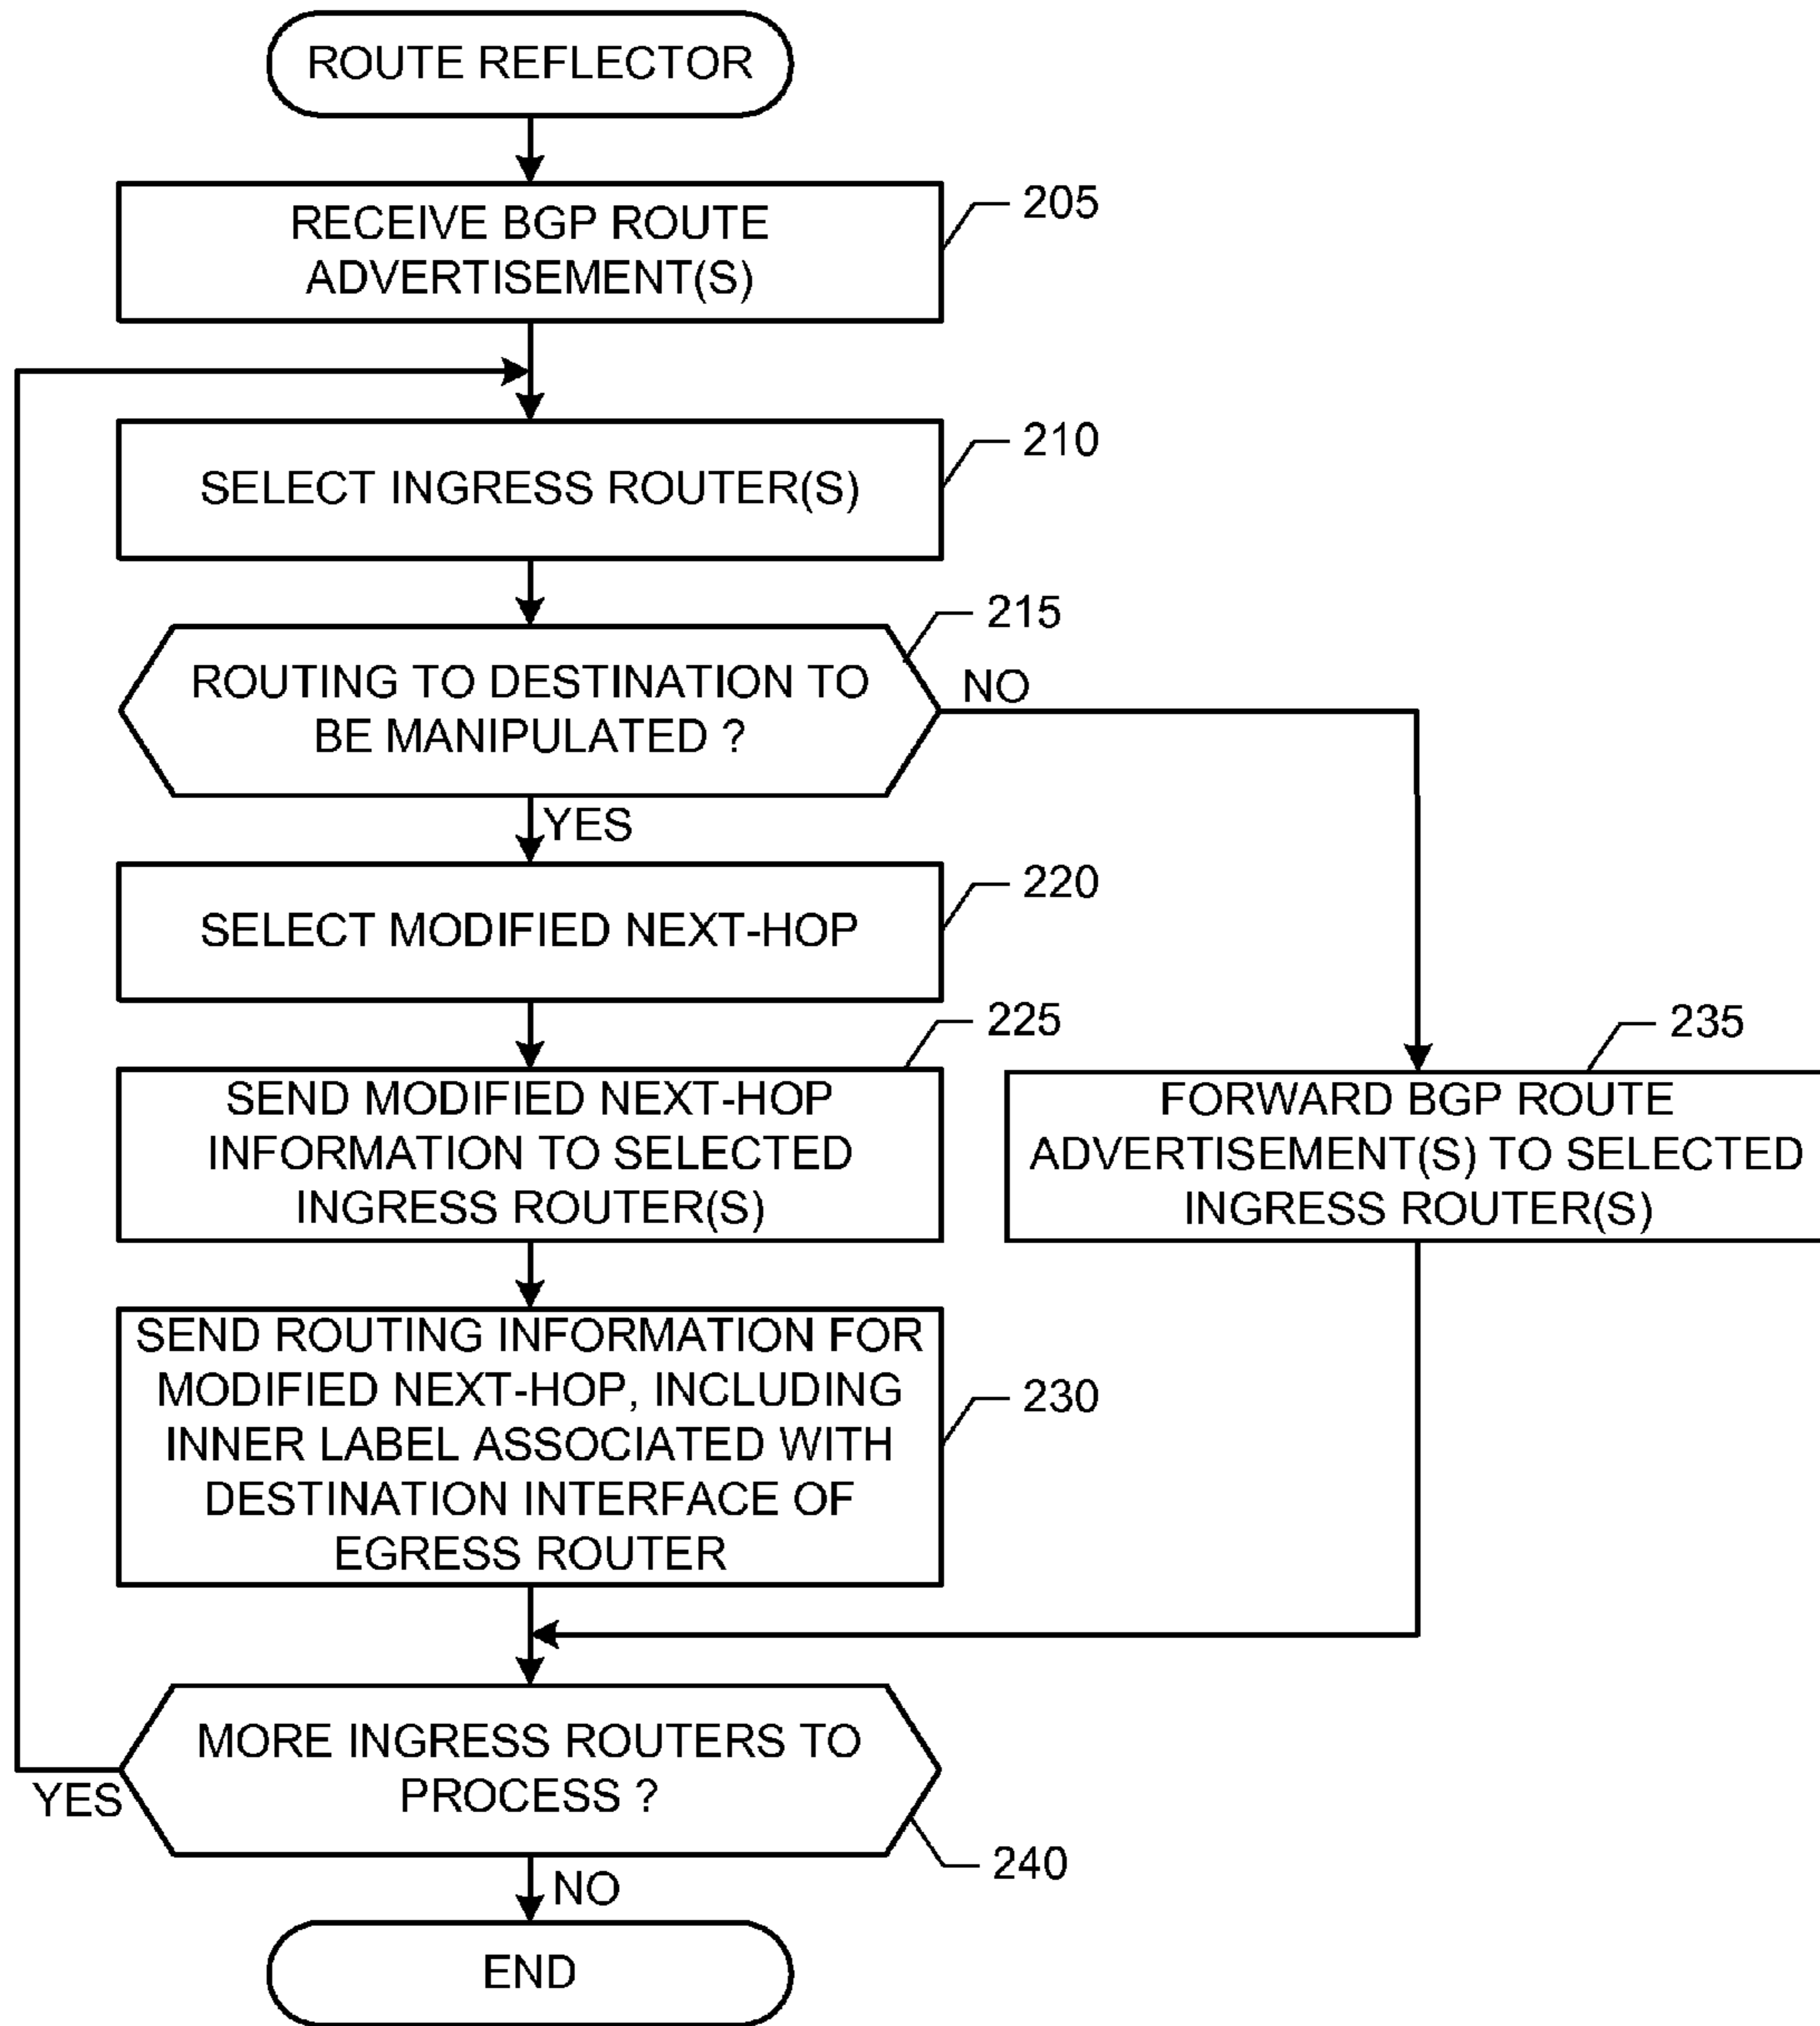 ROUTE REFLECTOR
RECEIVE BGP ROUTE
ADVERTISEMENT(S)
205
SELECT INGRESS ROUTER(S)
210
215
ROUTING TO DESTINATION TO
BE MANIPULATED ?
NO
YES
SELECT MODIFIED NEXT-HOP
220
225
SEND MODIFIED NEXT-HOP
INFORMATION TO SELECTED
INGRESS ROUTER(S)
235
FORWARD BGP ROUTE
ADVERTISEMENT(S) TO SELECTED
INGRESS ROUTER(S)
SEND ROUTING INFORMATION FOR
MODIFIED NEXT-HOP, INCLUDING
INNER LABEL ASSOCIATED WITH
DESTINATION INTERFACE OF
EGRESS ROUTER
230
MORE INGRESS ROUTERS TO
PROCESS ?
YES
240
NO
END